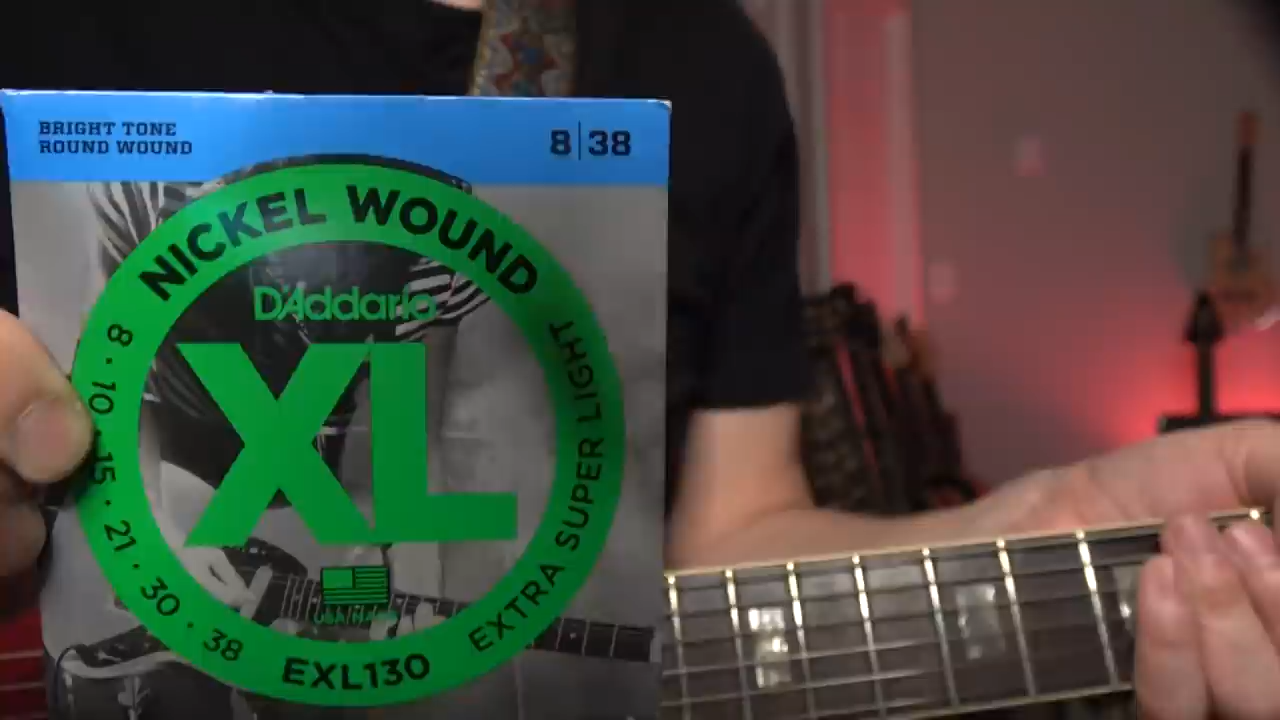 BRIGHT TONE
ROUND WOUND
8|38
NICKEL WOUND
D'Addario
XL
8 · 10 · 15 · 21 · 30 · 38
EXL130
EXTRA SUPER LIGHT